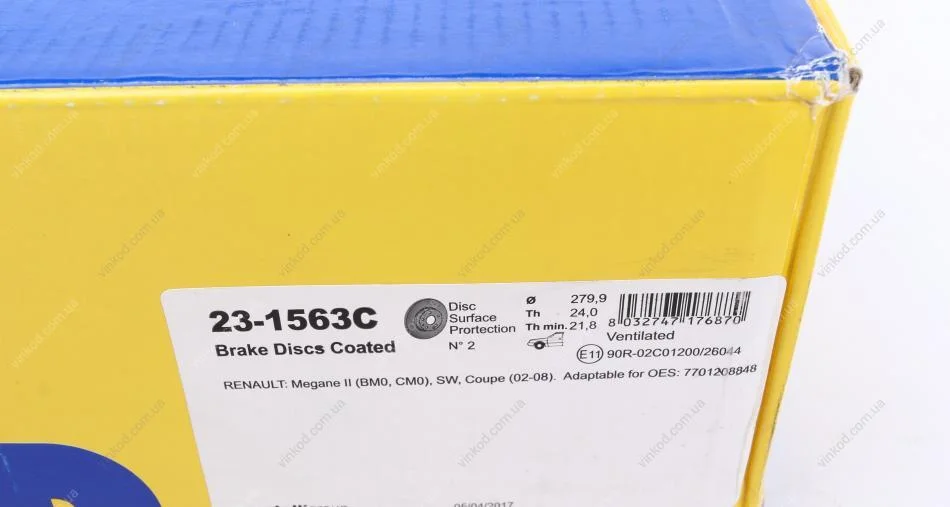 23-1563C
Brake Discs Coated
Disc
Surface
Prortection
N° 2
ø 279,9
Th 24,0
Th min. 21,8
8 032747 176870
Ventilated
E11 90R-02C01200/26044
RENAULT: Megane II (BM0, CM0), SW, Coupe (02-08). Adaptable for OES: 7701208848
06/04/2017
vinkod.com.ua